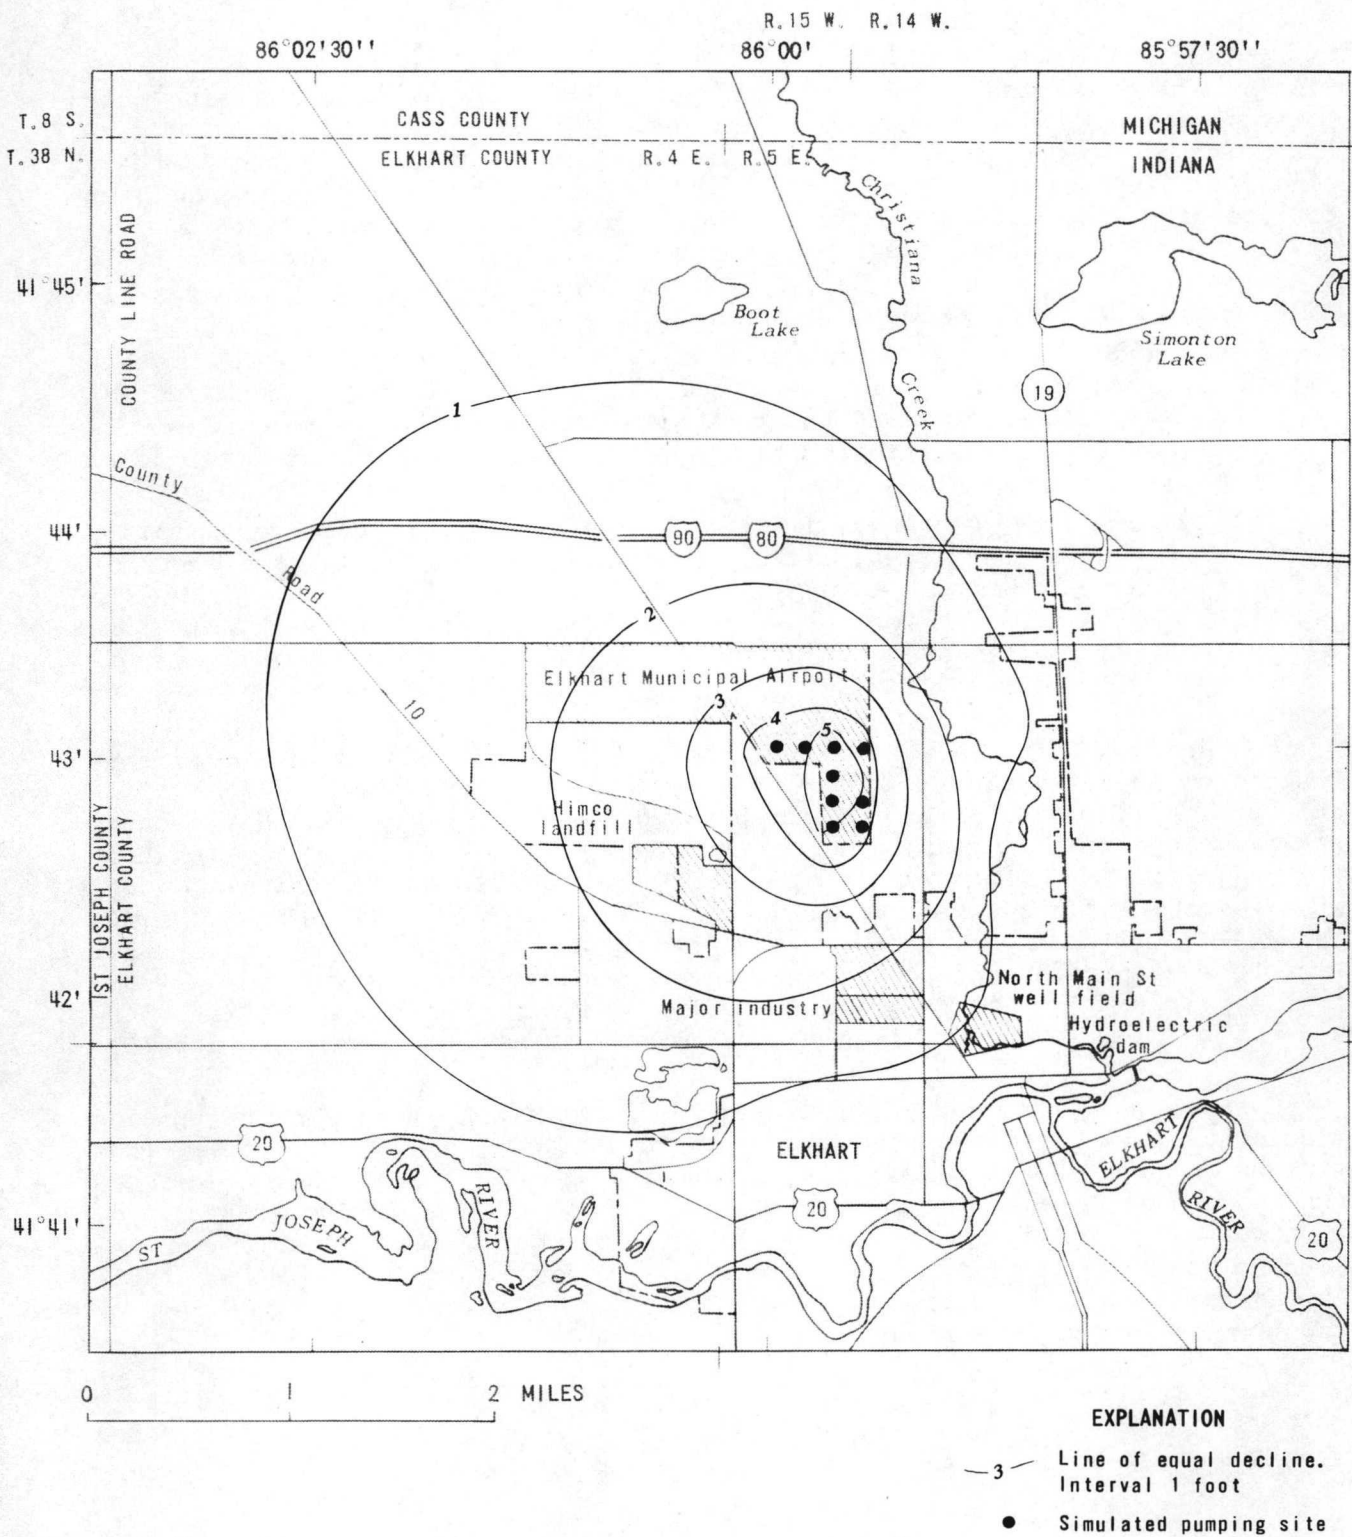 R.15 W. R.14 W.
86°02'30'' 86°00' 85°57'30''
T.8 S.
T.38 N.
CASS COUNTY
ELKHART COUNTY
R.4 E. R.5 E.
MICHIGAN
INDIANA
Christiana
Creek
COUNTY LINE ROAD
41°45'
Boot
Lake
Simonton
Lake
19
1
County
Road
10
44'
90 80
2
Elkhart Municipal Airport
3
4
5
43'
Himco
landfill
IST JOSEPH COUNTY
ELKHART COUNTY
42'
Major industry
North Main St
well field
Hydroelectric
dam
20
ELKHART
20
ELKHART
RIVER
20
41°41'
ST
JOSEPH
RIVER
0 1 2 MILES
EXPLANATION
3 Line of equal decline.
Interval 1 foot
● Simulated pumping site